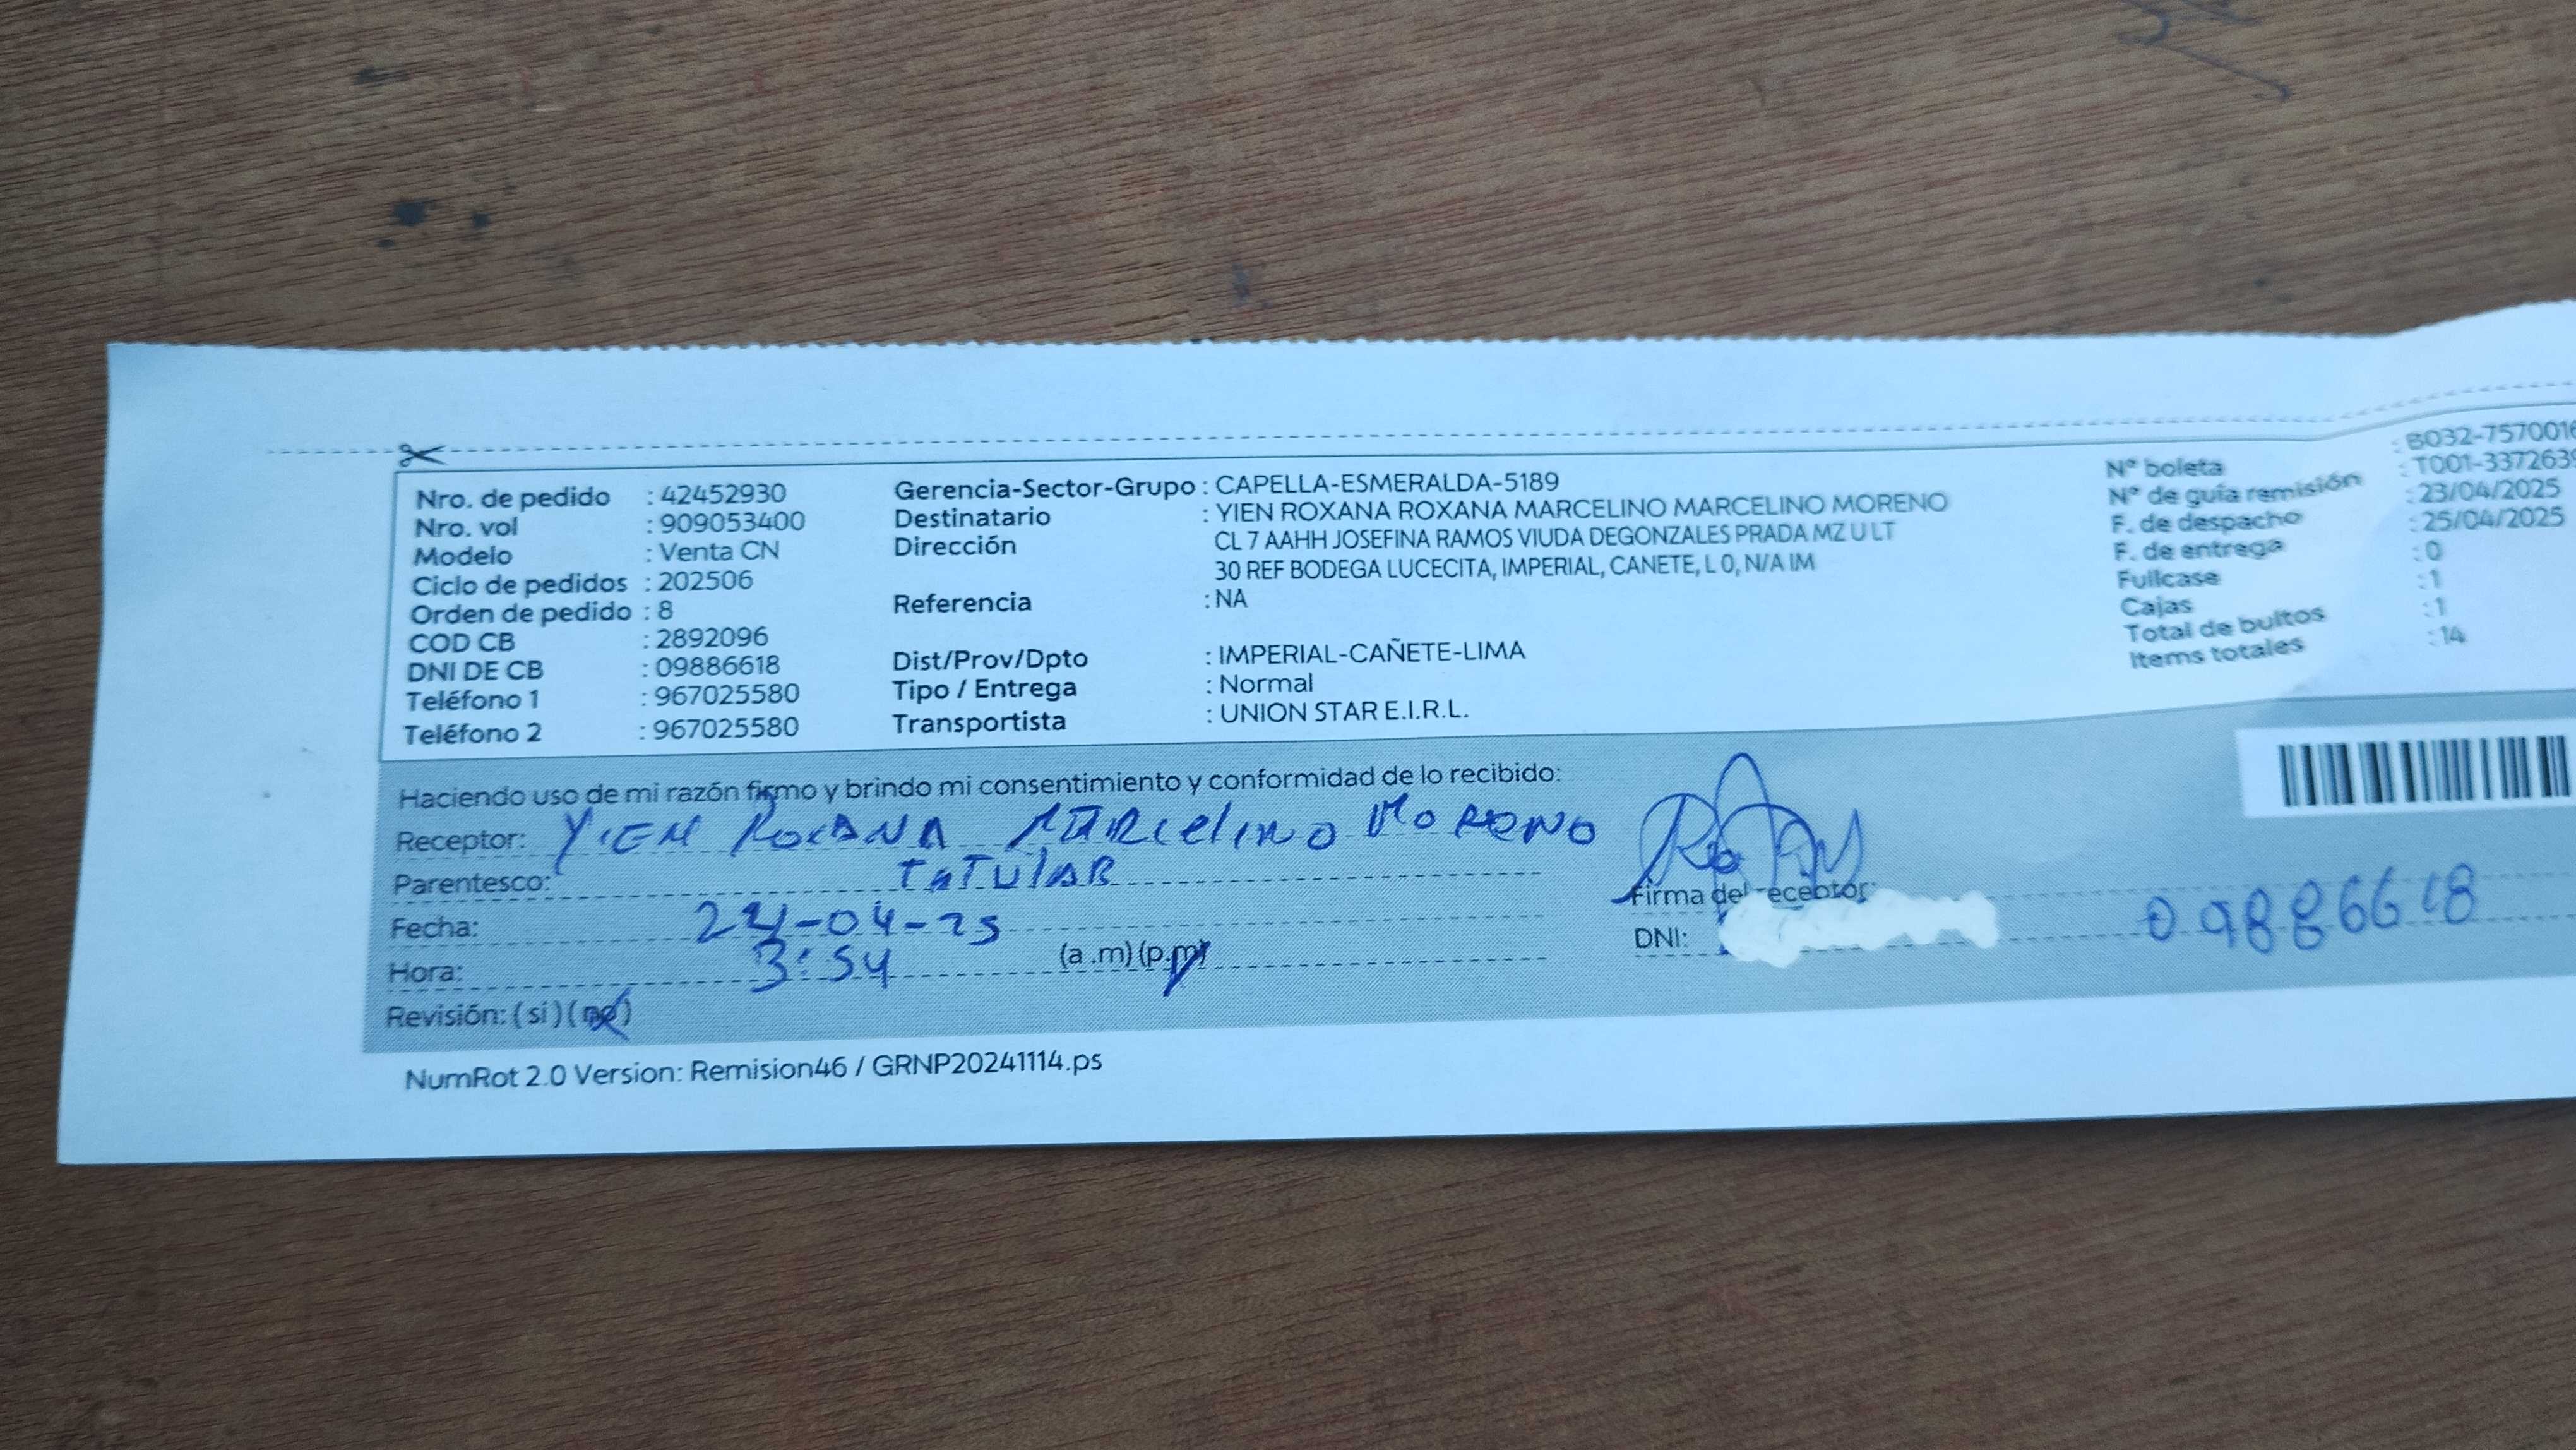 Nro. de pedido : 42452930
Nro. vol : 909053400
Modelo : Venta CN
Ciclo de pedidos : 202506
Orden de pedido : 8
COD CB : 2892096
DNI DE CB : 09886618
Teléfono 1 : 967025580
Teléfono 2 : 967025580
Gerencia-Sector-Grupo : CAPELLA-ESMERALDA-5189
Destinatario : YIEN ROXANA ROXANA MARCELINO MARCELINO MORENO
Dirección CL 7 AAHH JOSEFINA RAMOS VIUDA DEGONZALES PRADA MZ U LT
30 REF BODEGA LUCECITA, IMPERIAL, CANETE, L 0, N/A IM
Referencia : NA
Dist/Prov/Dpto : IMPERIAL-CAÑETE-LIMA
Tipo / Entrega : Normal
Transportista : UNION STAR E.I.R.L.
N° boleta : B032-7570016
N° de guía remisión : T001-3372639
F. de despacho : 23/04/2025
F. de entrega : 25/04/2025
Fullcase : 0
Cajas : 1
Total de bultos : 1
Items totales : 14
Haciendo uso de mi razón firmo y brindo mi consentimiento y conformidad de lo recibido:
Receptor: YIEN ROXANA MARCELINO MORENO
Parentesco: TITULAR
Fecha: 24-04-25
Hora: 3:54 (a .m) (p.m)
Revisión: ( si ) ( no )
Firma del receptor:
DNI: 09886618
NumRot 2.0 Version: Remision46 / GRNP20241114.ps